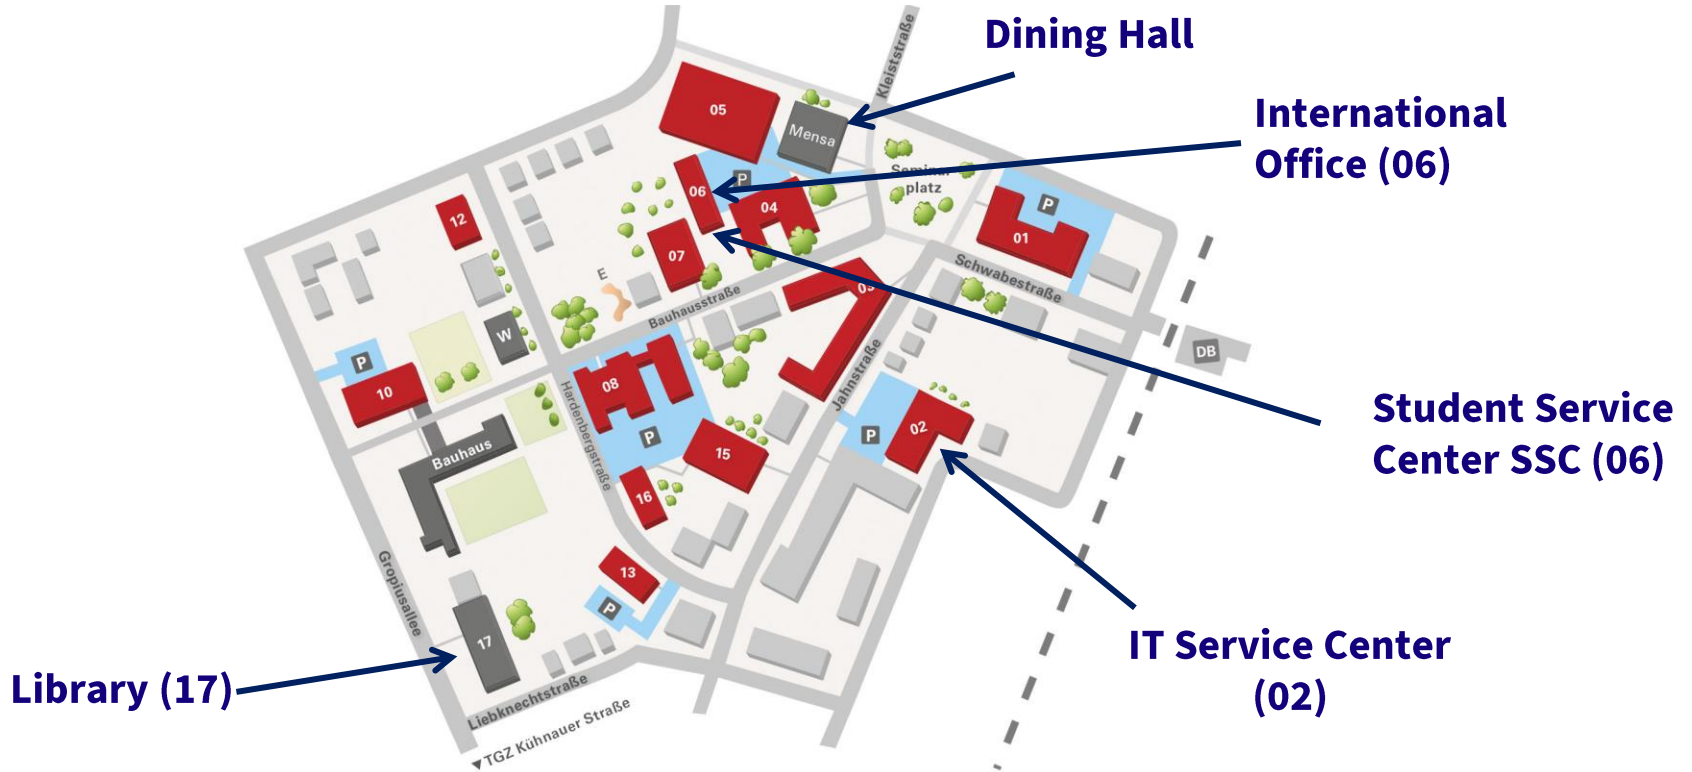 Dining Hall
International
Office (06)
Student Service
Center SSC (06)
IT Service Center
(02)
Library (17)
Kleiststraße
05
Mensa
P
06
04
07
Seminar
platz
P
01
Schwabestraße
12
E
Bauhausstraße
03
W
P
10
Bauhaus
Hardenbergstraße
08
P
15
16
Jahnstraße
P
02
DB
13
P
Gropiusallee
17
Liebknechtstraße
TGZ Kühnauer Straße